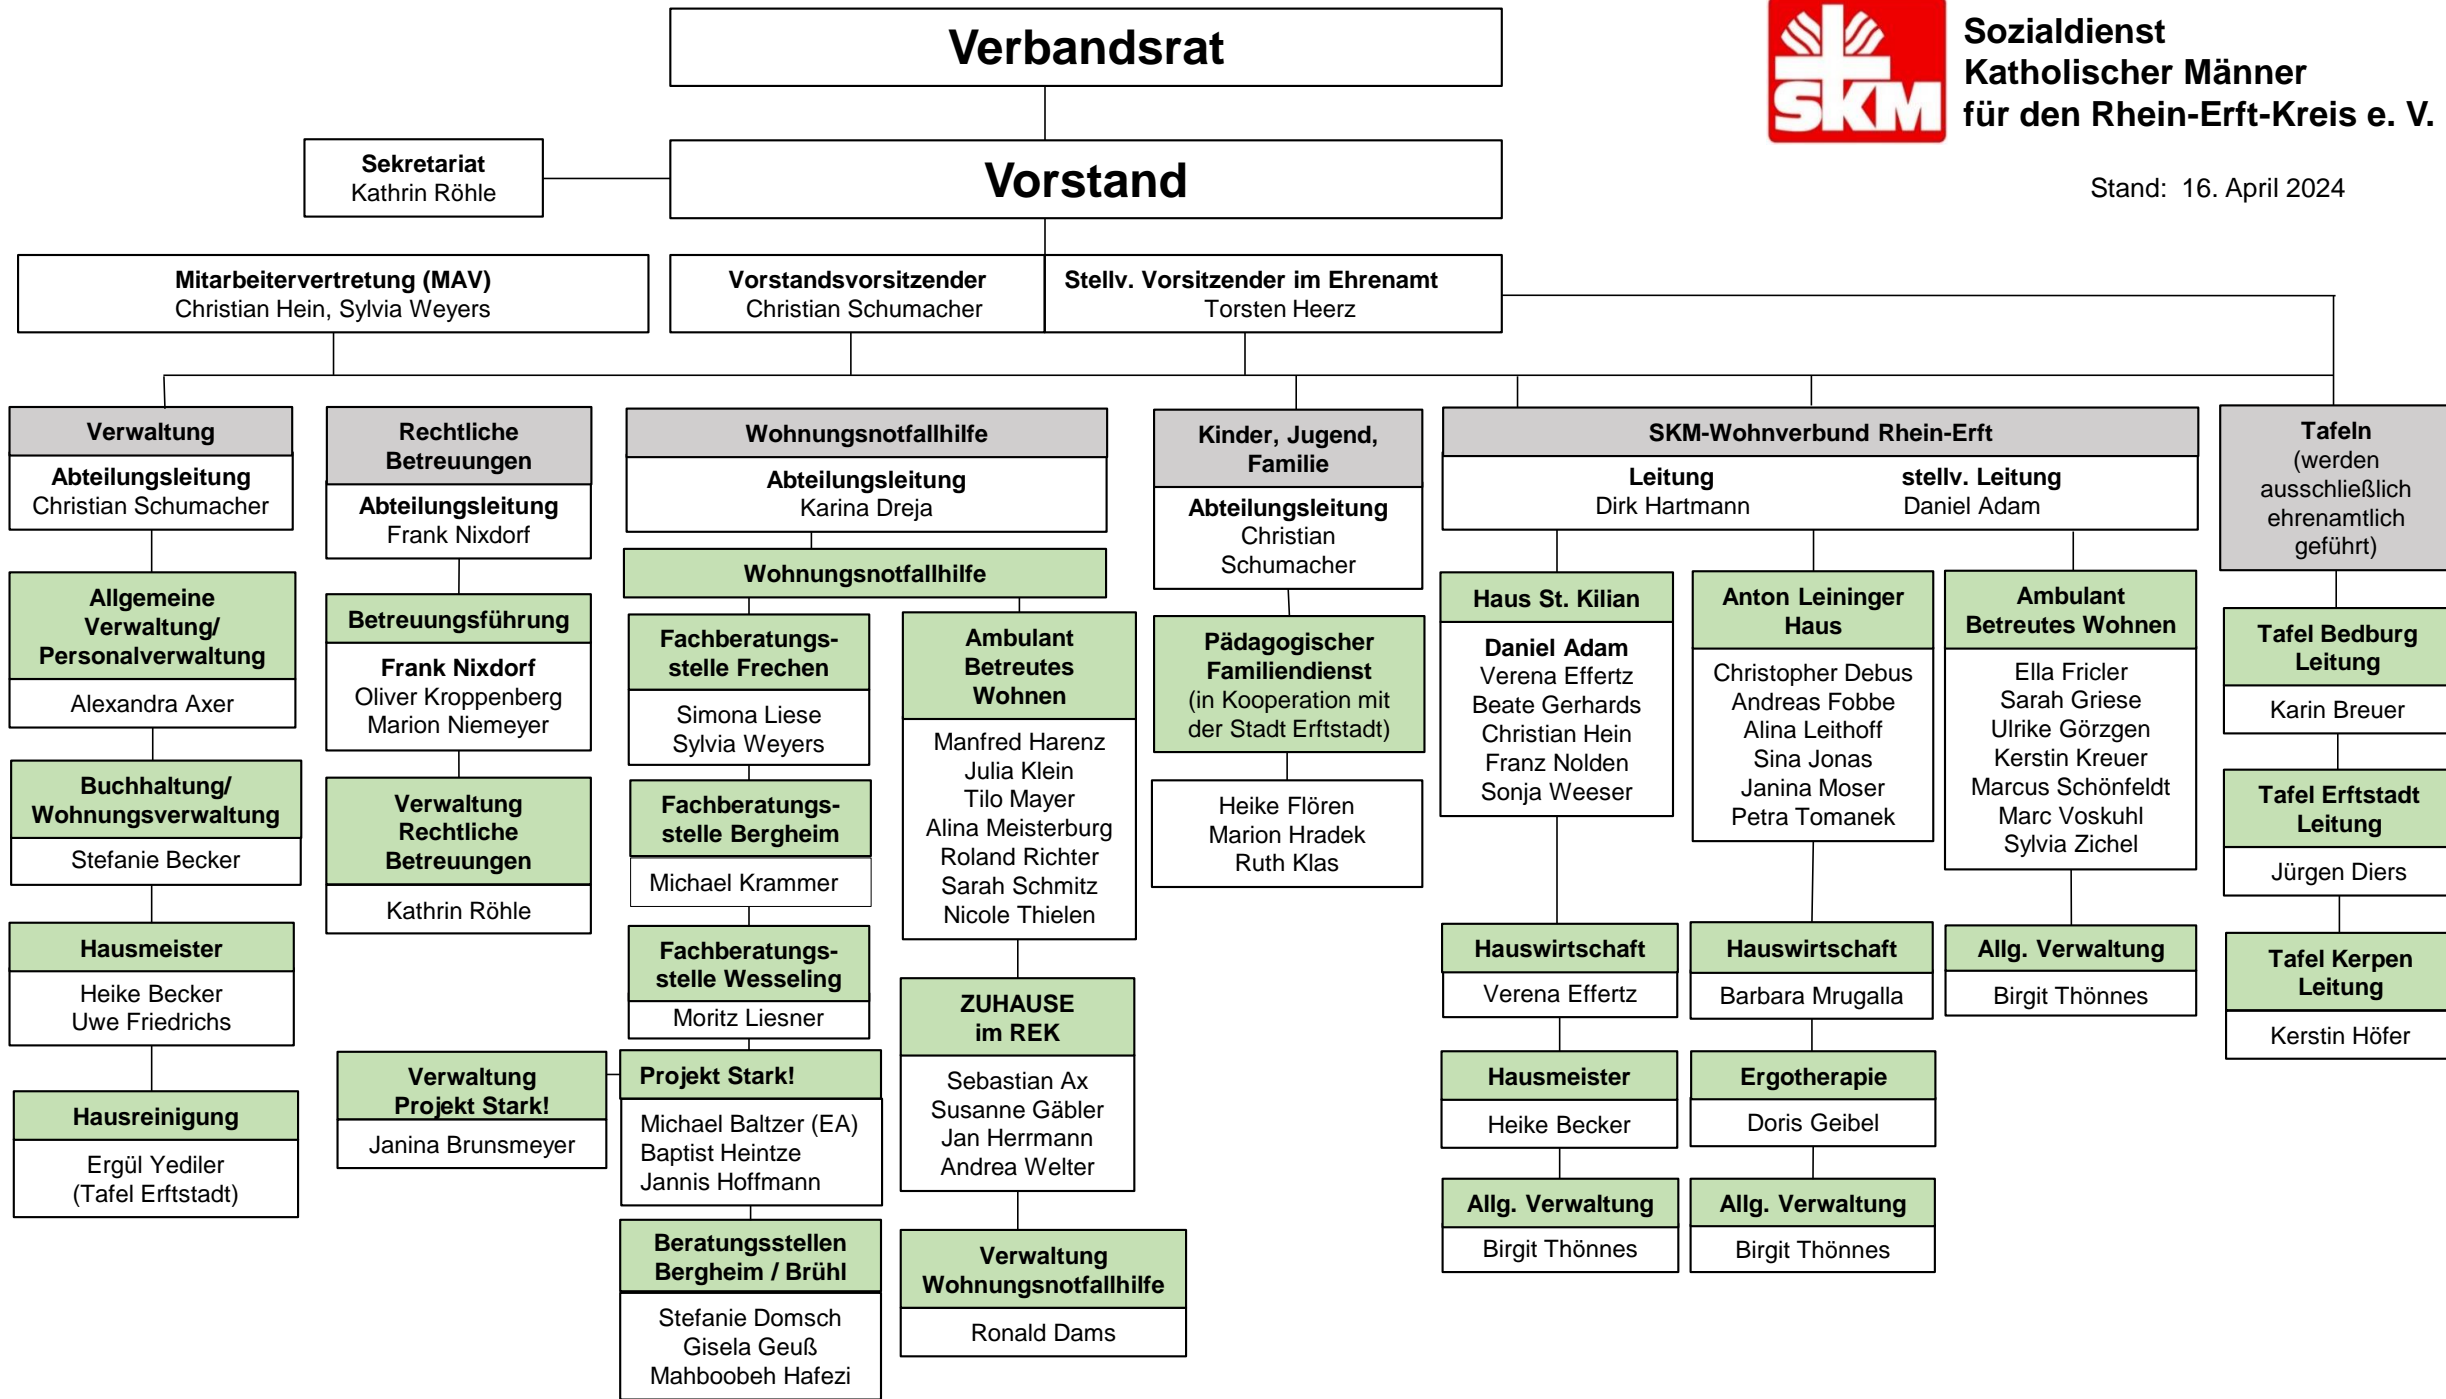 Verbandsrat
SKM
Sozialdienst
Katholischer Männer
für den Rhein-Erft-Kreis e. V.
Stand: 16. April 2024
Sekretariat
Kathrin Röhle
Vorstand
Mitarbeitervertretung (MAV)
Christian Hein, Sylvia Weyers
Vorstandsvorsitzender
Christian Schumacher
Stellv. Vorsitzender im Ehrenamt
Torsten Heerz
Verwaltung
Abteilungsleitung
Christian Schumacher
Allgemeine
Verwaltung/
Personalverwaltung
Alexandra Axer
Buchhaltung/
Wohnungsverwaltung
Stefanie Becker
Hausmeister
Heike Becker
Uwe Friedrichs
Hausreinigung
Ergül Yediler
(Tafel Erftstadt)
Rechtliche
Betreuungen
Abteilungsleitung
Frank Nixdorf
Betreuungsführung
Frank Nixdorf
Oliver Kroppenberg
Marion Niemeyer
Verwaltung
Rechtliche
Betreuungen
Kathrin Röhle
Wohnungsnotfallhilfe
Abteilungsleitung
Karina Dreja
Wohnungsnotfallhilfe
Fachberatungs-
stelle Frechen
Simona Liese
Sylvia Weyers
Fachberatungs-
stelle Bergheim
Michael Krammer
Fachberatungs-
stelle Wesseling
Moritz Liesner
Verwaltung
Projekt Stark!
Janina Brunsmeyer
Projekt Stark!
Michael Baltzer (EA)
Baptist Heintze
Jannis Hoffmann
Beratungsstellen
Bergheim / Brühl
Stefanie Domsch
Gisela Geuß
Mahboobeh Hafezi
Ambulant
Betreutes
Wohnen
Manfred Harenz
Julia Klein
Tilo Mayer
Alina Meisterburg
Roland Richter
Sarah Schmitz
Nicole Thielen
ZUHAUSE
im REK
Sebastian Ax
Susanne Gäbler
Jan Herrmann
Andrea Welter
Verwaltung
Wohnungsnotfallhilfe
Ronald Dams
Kinder, Jugend,
Familie
Abteilungsleitung
Christian
Schumacher
Pädagogischer
Familiendienst
(in Kooperation mit
der Stadt Erftstadt)
Heike Flören
Marion Hradek
Ruth Klas
SKM-Wohnverbund Rhein-Erft
Leitung
Dirk Hartmann
stellv. Leitung
Daniel Adam
Haus St. Kilian
Daniel Adam
Verena Effertz
Beate Gerhards
Christian Hein
Franz Nolden
Sonja Weeser
Hauswirtschaft
Verena Effertz
Hausmeister
Heike Becker
Allg. Verwaltung
Birgit Thönnes
Anton Leininger
Haus
Christopher Debus
Andreas Fobbe
Alina Leithoff
Sina Jonas
Janina Moser
Petra Tomanek
Hauswirtschaft
Barbara Mrugalla
Ergotherapie
Doris Geibel
Allg. Verwaltung
Birgit Thönnes
Ambulant
Betreutes Wohnen
Ella Fricler
Sarah Griese
Ulrike Görzgen
Kerstin Kreuer
Marcus Schönfeldt
Marc Voskuhl
Sylvia Zichel
Allg. Verwaltung
Birgit Thönnes
Tafeln
(werden
ausschließlich
ehrenamtlich
geführt)
Tafel Bedburg
Leitung
Karin Breuer
Tafel Erftstadt
Leitung
Jürgen Diers
Tafel Kerpen
Leitung
Kerstin Höfer